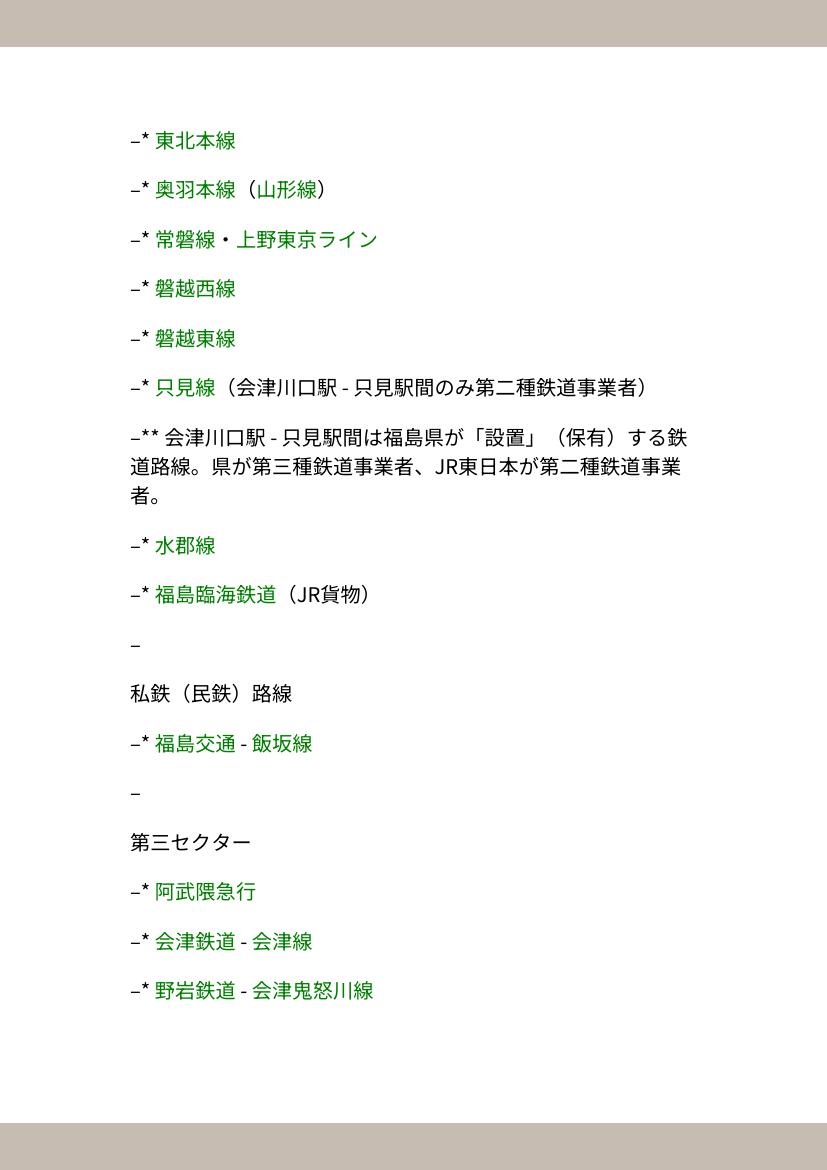 –* 東北本線
–* 奥羽本線（山形線）
–* 常磐線・上野東京ライン
–* 磐越西線
–* 磐越東線
–* 只見線（会津川口駅 - 只見駅間のみ第二種鉄道事業者）
–** 会津川口駅 - 只見駅間は福島県が「設置」（保有）する鉄
道路線。県が第三種鉄道事業者、JR東日本が第二種鉄道事業
者。
–* 水郡線
–* 福島臨海鉄道（JR貨物）
–
私鉄（民鉄）路線
–* 福島交通 - 飯坂線
–
第三セクター
–* 阿武隈急行
–* 会津鉄道 - 会津線
–* 野岩鉄道 - 会津鬼怒川線